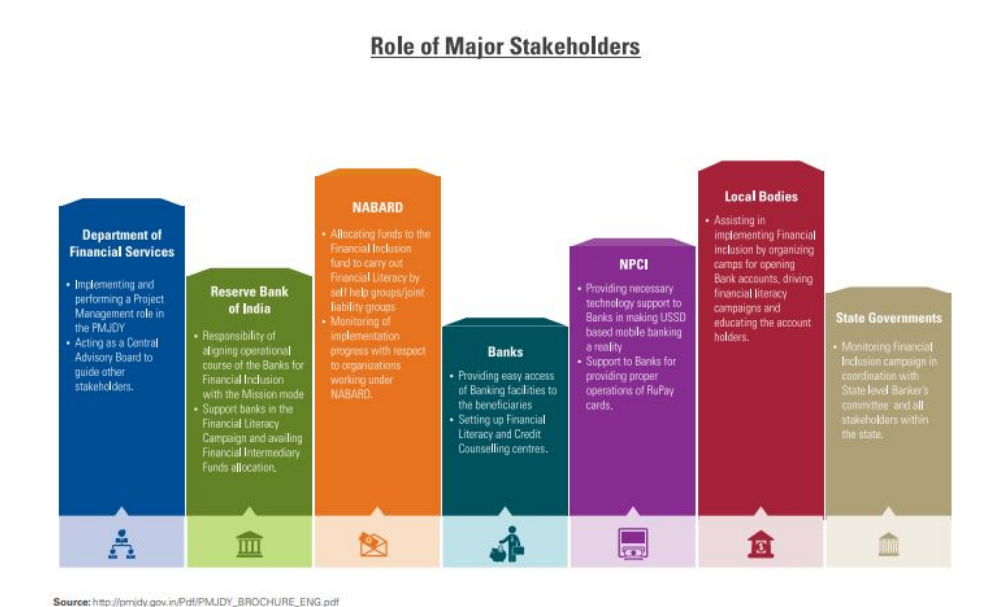 Role of Major Stakeholders
Department of
Financial Services
• Implementing and
performing a Project
Management role in
the PMJDY
• Acting as a Central
Advisory Board to
guide other
stakeholders.
Reserve Bank
of India
• Responsibility of
aligning operational
course of the Banks for
Financial Inclusion
with the Mission mode
• Support banks in the
Financial Literacy
Campaign and availing
Financial Intermediary
Funds allocation.
NABARD
• Allocating funds to the
Financial Inclusion
fund to carry out
Financial Literacy by
self help groups/joint
liability groups
• Monitoring of
implementation
progress with respect
to organizations
working under
NABARD.
Banks
• Providing easy access
of Banking facilities to
the beneficiaries
• Setting up Financial
Literacy and Credit
Counselling centres.
NPCI
• Providing necessary
technology support to
Banks in making USSD
based mobile banking
a reality
• Support to Banks for
providing proper
operations of RuPay
cards.
Local Bodies
• Assisting in
implementing Financial
inclusion by organizing
camps for opening
Bank accounts, driving
financial literacy
campaigns and
educating the account
holders.
State Governments
• Monitoring Financial
Inclusion campaign in
coordination with
State level Banker's
committee and all
stakeholders within
the state.
Source: http://pmjdy.gov.in/Pdf/PMJDY_BROCHURE_ENG.pdf